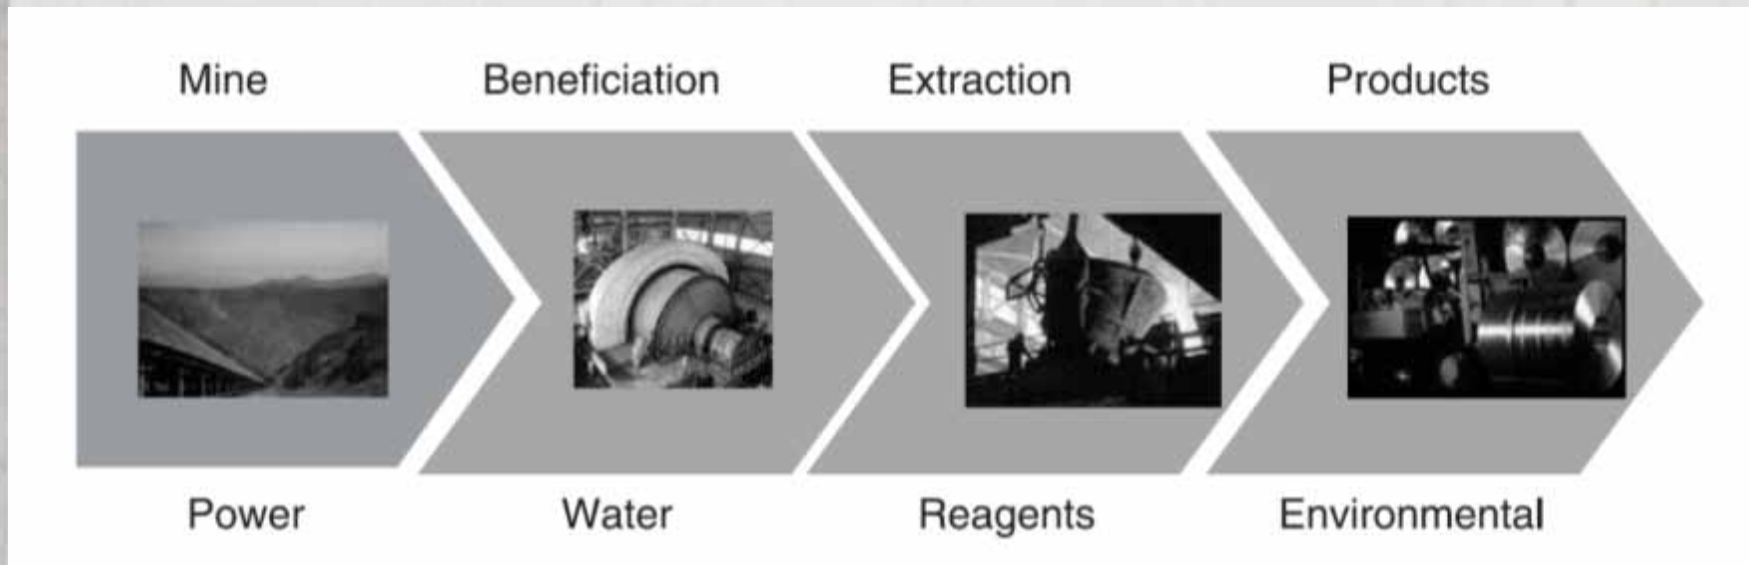 Mine Beneficiation Extraction Products
Power Water Reagents Environmental